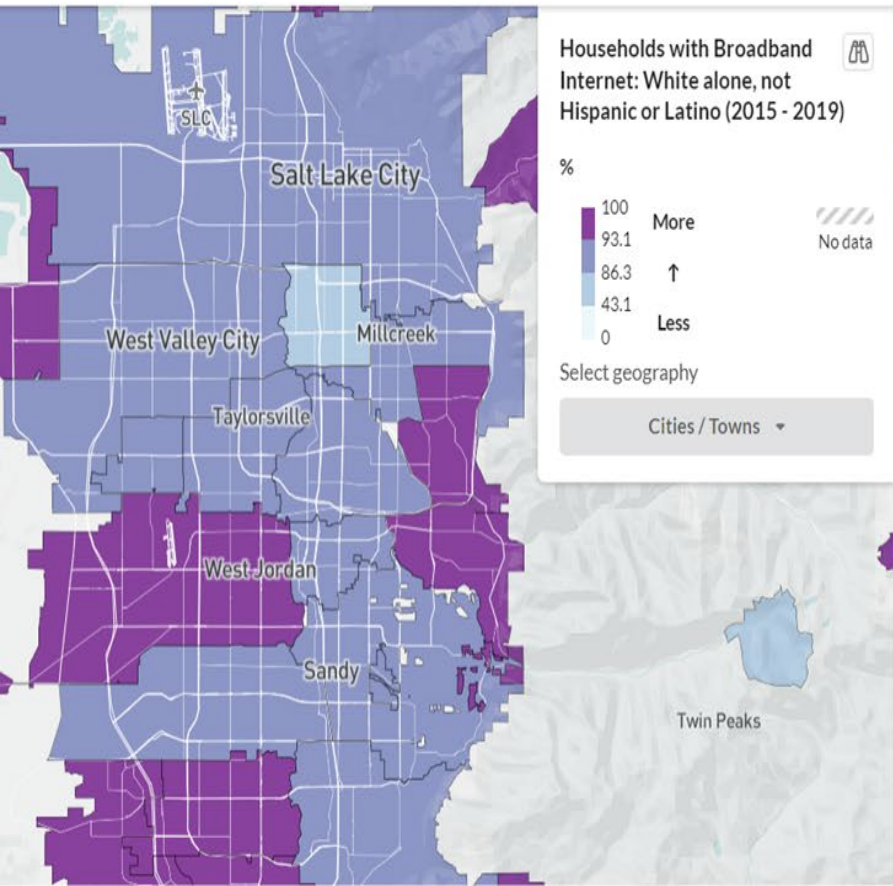 Households with Broadband
Internet: White alone, not
Hispanic or Latino (2015 - 2019)
%
100
93.1
86.3
43.1
0
More
↑
Less
No data
Select geography
Cities / Towns
SLC
Salt Lake City
West Valley City
Millcreek
Taylorsville
West Jordan
Sandy
Twin Peaks